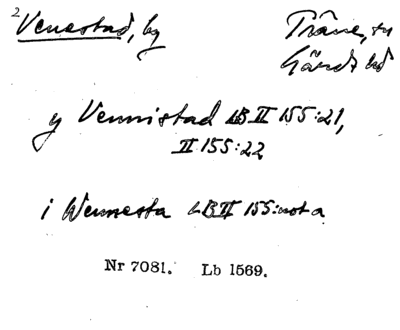 2 Venestad, by
Träne, sn
Gärds hd
y Vennistad LB II 155:21,
II 155:22
i Wennesta LB II 155:nota
Nr 7081. Lb 1569.